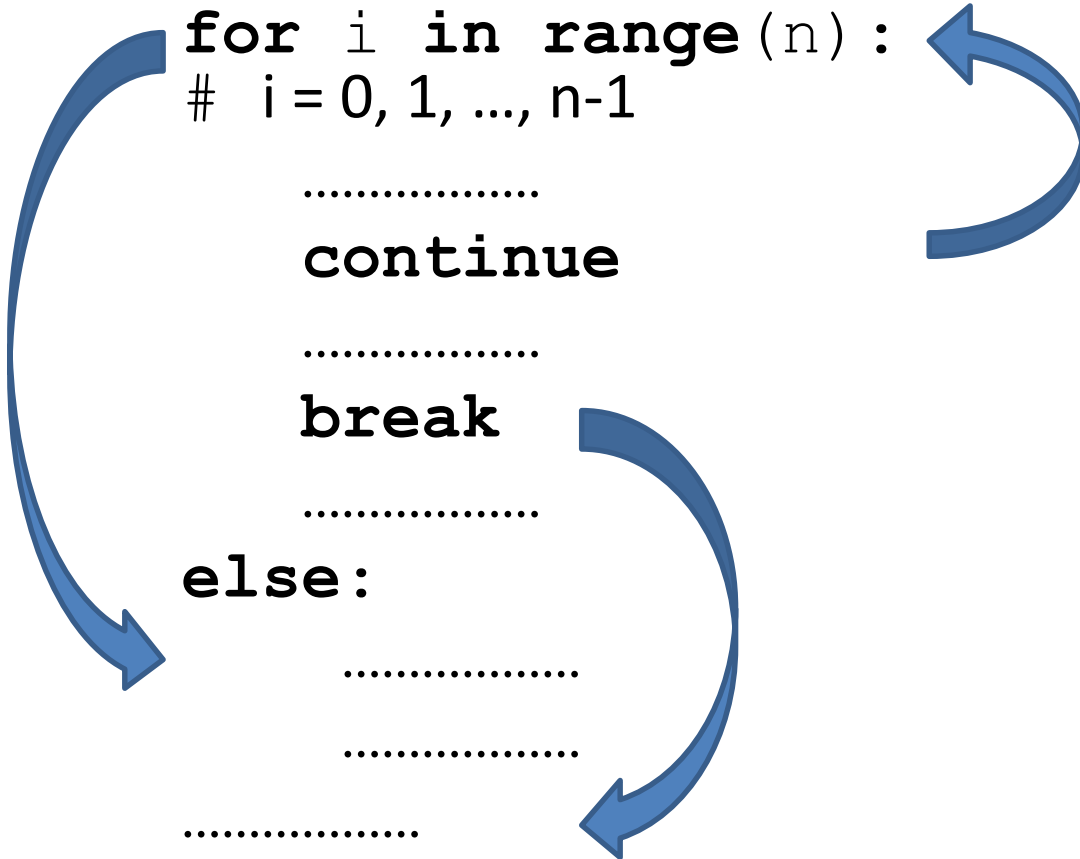 for i in range(n):
# i = 0, 1, …, n-1
………………
continue
………………
break
………………
else:
………………
………………
………………